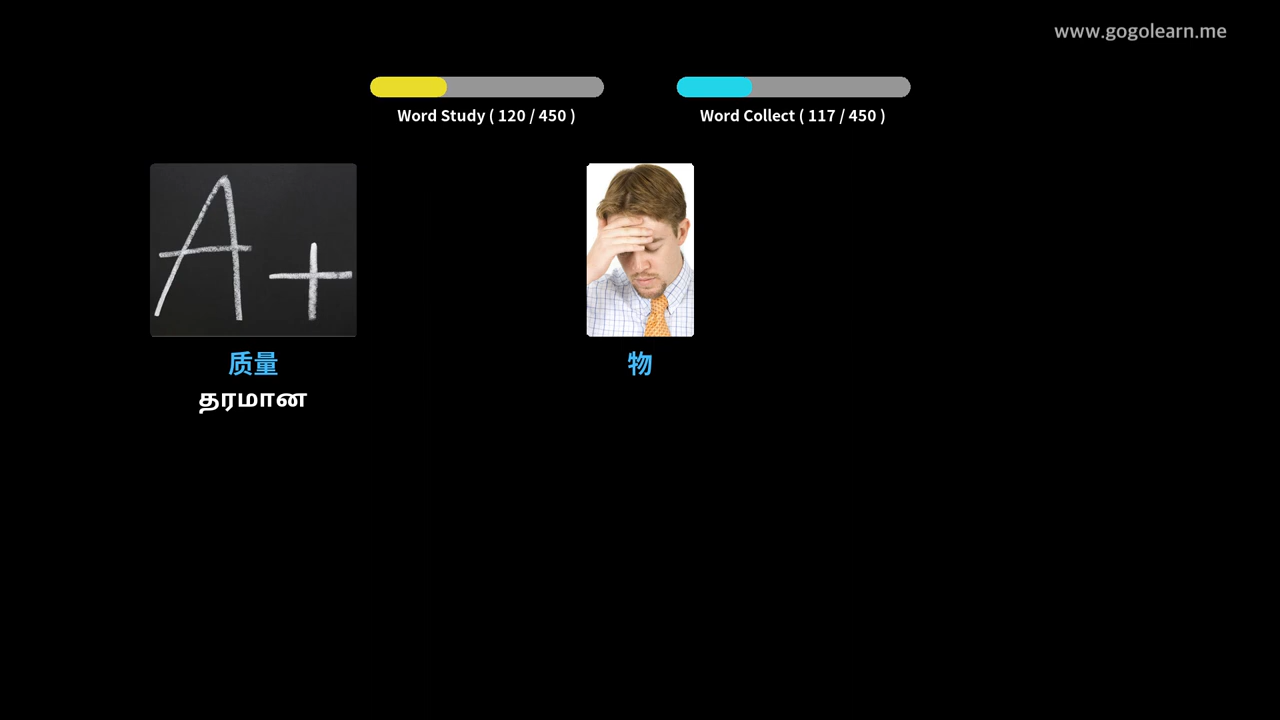 www.gogolearn.me
Word Study ( 120 / 450 )
Word Collect ( 117 / 450 )
A+
质量
தரமான
物